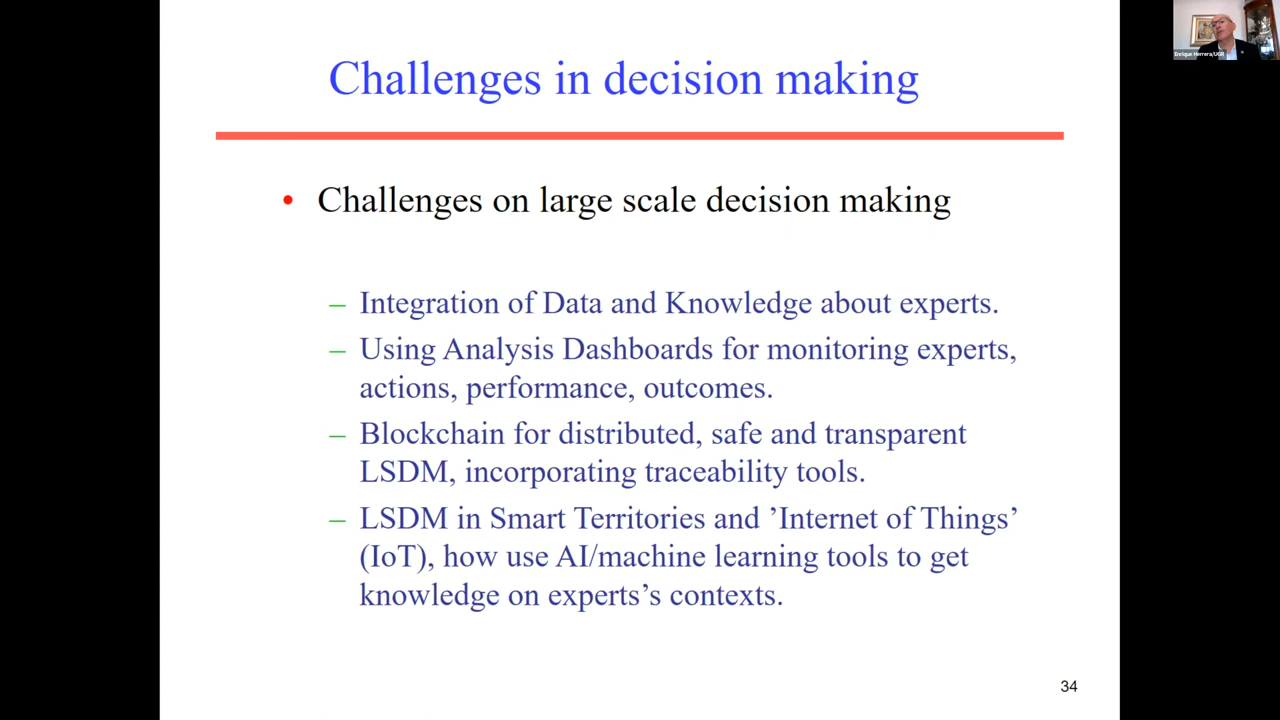 Challenges in decision making
• Challenges on large scale decision making
– Integration of Data and Knowledge about experts.
– Using Analysis Dashboards for monitoring experts,
actions, performance, outcomes.
– Blockchain for distributed, safe and transparent
LSDM, incorporating traceability tools.
– LSDM in Smart Territories and ’Internet of Things’
(IoT), how use AI/machine learning tools to get
knowledge on experts’s contexts.
34
Enrique Herrera/UGR